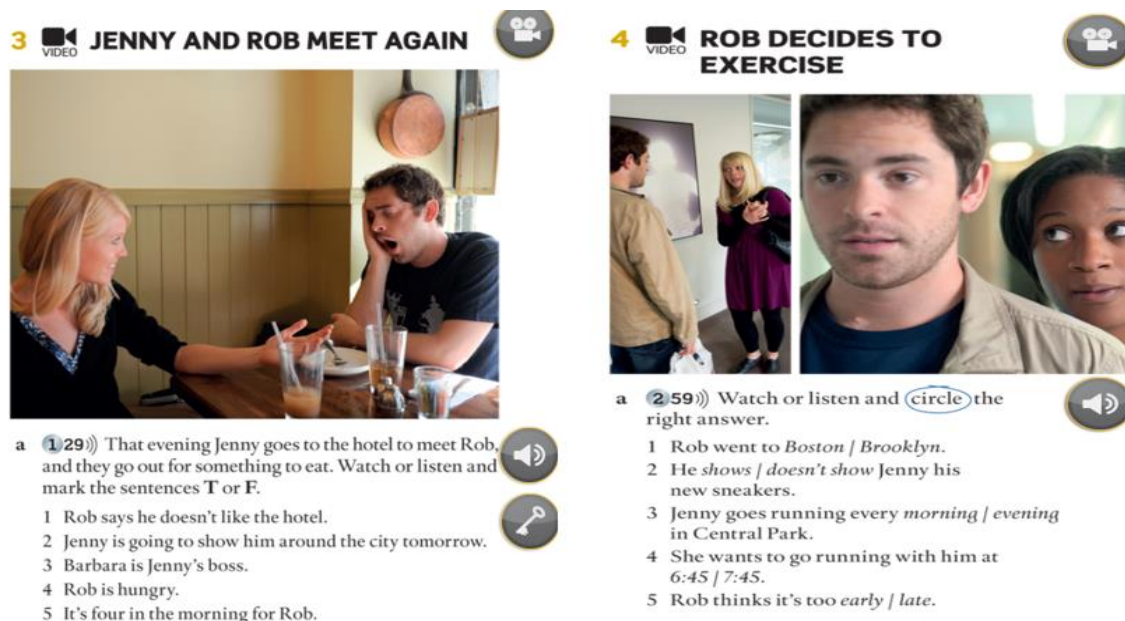 3 VIDEO JENNY AND ROB MEET AGAIN
a 1 29))) That evening Jenny goes to the hotel to meet Rob,
and they go out for something to eat. Watch or listen and
mark the sentences T or F.
1 Rob says he doesn't like the hotel.
2 Jenny is going to show him around the city tomorrow.
3 Barbara is Jenny's boss.
4 Rob is hungry.
5 It's four in the morning for Rob.
4 VIDEO ROB DECIDES TO
EXERCISE
a 2 59))) Watch or listen and circle the
right answer.
1 Rob went to Boston / Brooklyn.
2 He shows / doesn't show Jenny his
new sneakers.
3 Jenny goes running every morning / evening
in Central Park.
4 She wants to go running with him at
6:45 / 7:45.
5 Rob thinks it's too early / late.